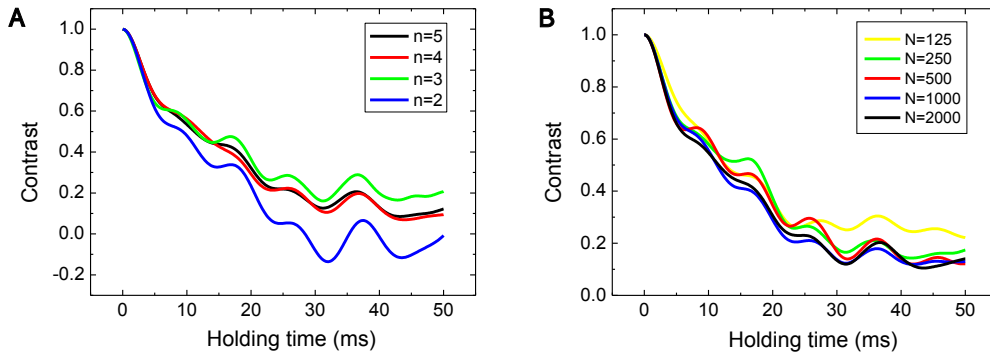 A
1.0
0.8
0.6
0.4
0.2
0.0
-0.2
Contrast
0 10 20 30 40 50
Holding time (ms)
n=5
n=4
n=3
n=2
B
1.0
0.8
0.6
0.4
0.2
0.0
Contrast
0 10 20 30 40 50
Holding time (ms)
N=125
N=250
N=500
N=1000
N=2000